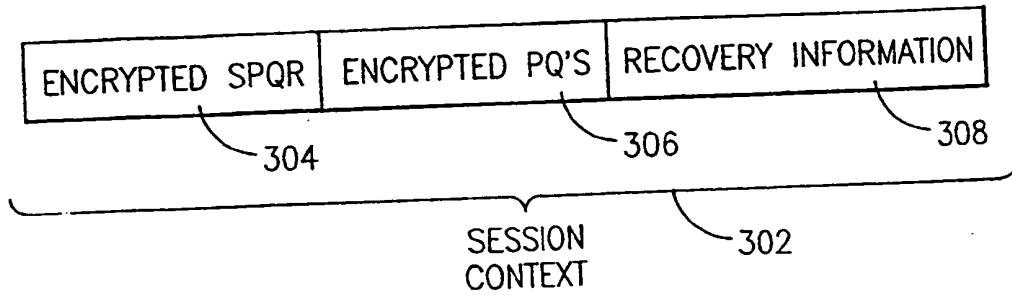 ENCRYPTED SPQR ENCRYPTED PQ'S RECOVERY INFORMATION
304 306 308
302
SESSION
CONTEXT